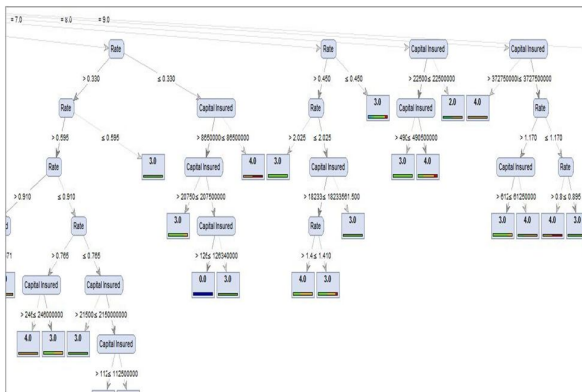 = 7.0 = 8.0 = 9.0
Rate Rate Capital Insured Capital Insured
> 0.330 ≤ 0.330 > 0.450 ≤ 0.450 > 22500≤ 22500000 > 372750000≤ 3727500000
Rate Capital Insured Rate 3.0 Capital Insured 2.0 4.0 Rate
> 0.595 ≤ 0.595 > 8650000≤ 86500000 > 2.025 ≤ 2.025 > 490≤ 490500000 > 1.170 ≤ 1.170
Rate 3.0 Capital Insured 4.0 3.0 Capital Insured 3.0 4.0 Capital Insured Rate
> 0.910 ≤ 0.910 > 20750≤ 207500000 > 18233≤ 18233561.500 > 612≤ 61250000 > 0.8≤ 0.895
Rate 3.0 Capital Insured Rate 3.0 3.0 4.0 4.0 3.0
> 0.765 ≤ 0.765 > 126≤ 126340000 > 1.4≤ 1.410
Capital Insured Capital Insured 0.0 3.0 4.0 3.0
> 246≤ 246000000 > 21500≤ 2150000000
4.0 3.0 3.0 Capital Insured
> 112≤ 112500000